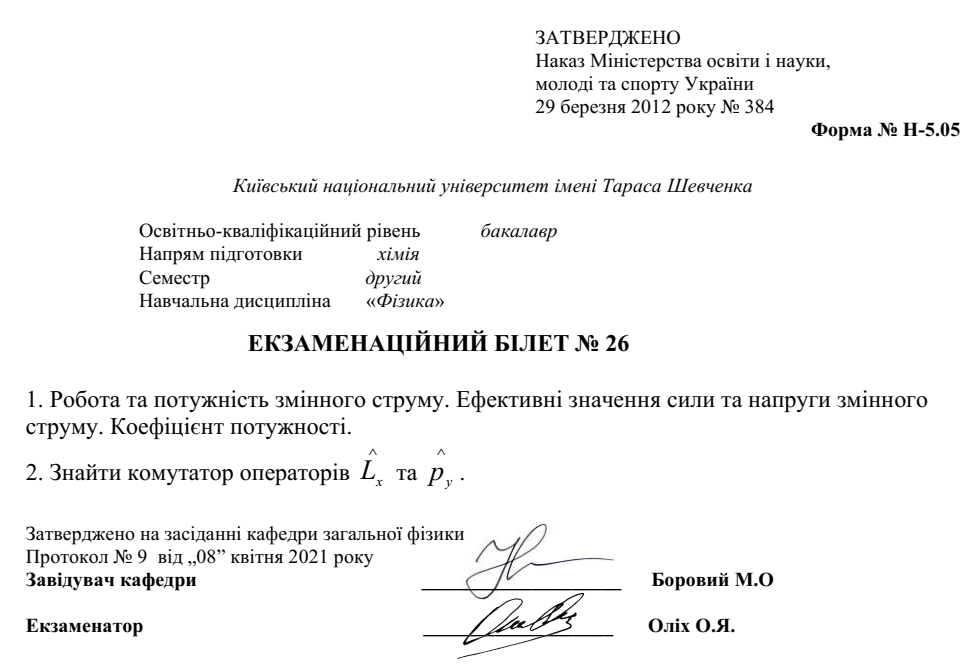 ЗАТВЕРДЖЕНО
Наказ Міністерства освіти і науки,
молоді та спорту України
29 березня 2012 року № 384
Форма № Н-5.05
Київський національний університет імені Тараса Шевченка
Освітньо-кваліфікаційний рівень бакалавр
Напрям підготовки хімія
Семестр другий
Навчальна дисципліна «Фізика»
ЕКЗАМЕНАЦІЙНИЙ БІЛЕТ № 26
1. Робота та потужність змінного струму. Ефективні значення сили та напруги змінного
струму. Коефіцієнт потужності.
2. Знайти комутатор операторів L̂ₓ та p̂ᵧ .
Затверджено на засіданні кафедри загальної фізики
Протокол № 9 від „08” квітня 2021 року
Завідувач кафедри Боровий М.О
Екзаменатор Оліх О.Я.